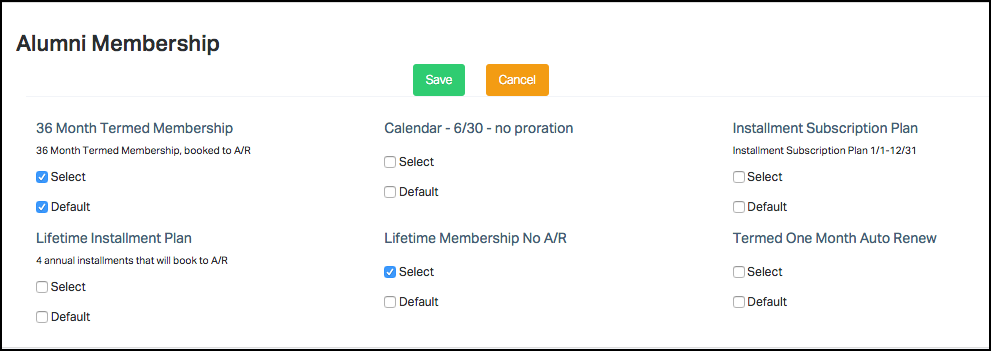 Alumni Membership
Save Cancel
36 Month Termed Membership
36 Month Termed Membership, booked to A/R
Select
Default
Calendar - 6/30 - no proration
Select
Default
Installment Subscription Plan
Installment Subscription Plan 1/1-12/31
Select
Default
Lifetime Installment Plan
4 annual installments that will book to A/R
Select
Default
Lifetime Membership No A/R
Select
Default
Termed One Month Auto Renew
Select
Default